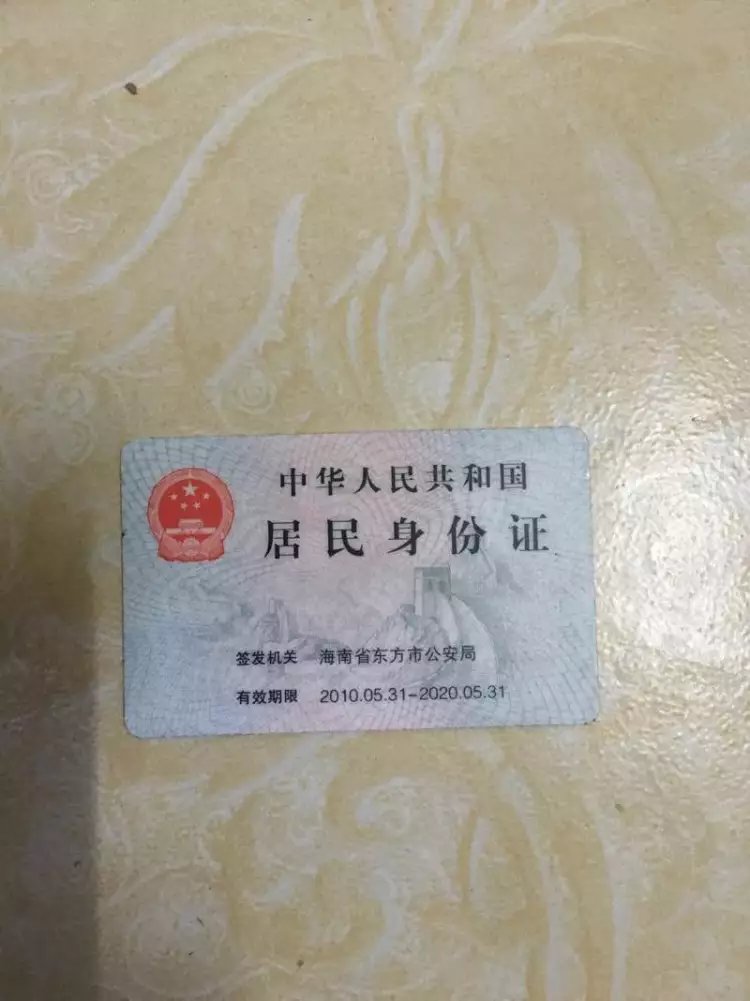 中华人民共和国
居民身份证
签发机关 海南省东方市公安局
有效期限 2010.05.31-2020.05.31